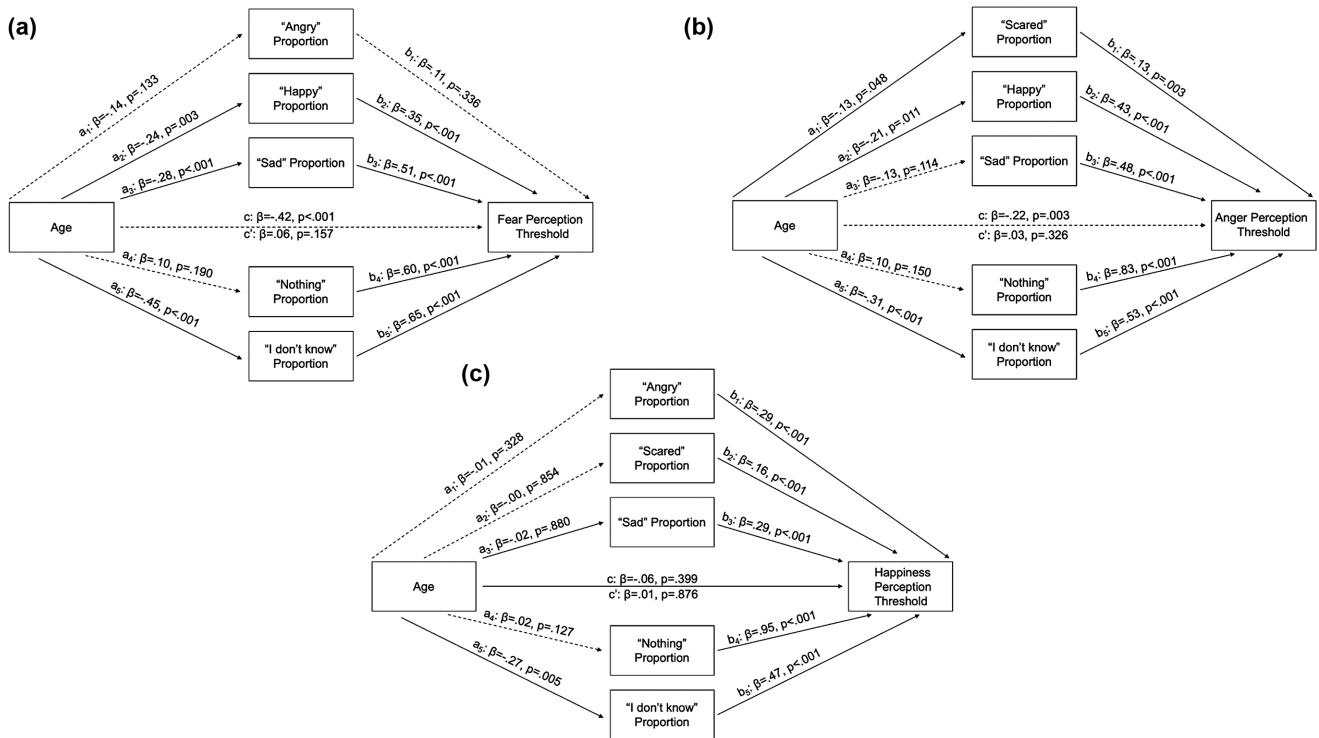 (a)
"Angry"
Proportion
a1: β=-.14, p=.133
b1: β=.11, p=.336
"Happy"
Proportion
a2: β=-.24, p=.003
b2: β=.35, p<.001
"Sad" Proportion
a3: β=-.28, p<.001
b3: β=.51, p<.001
Age
c: β=-.42, p<.001
c': β=.06, p=.157
Fear Perception
Threshold
a4: β=.10, p=.190
b4: β=.60, p<.001
"Nothing"
Proportion
a5: β=-.45, p<.001
b5: β=.65, p<.001
"I don't know"
Proportion
(b)
"Scared"
Proportion
a1: β=-.13, p=.048
b1: β=.13, p=.003
"Happy"
Proportion
a2: β=-.21, p=.011
b2: β=.43, p<.001
"Sad" Proportion
a3: β=-.13, p=.114
b3: β=.48, p<.001
Age
c: β=-.22, p=.003
c': β=.03, p=.326
Anger Perception
Threshold
a4: β=.10, p=.150
b4: β=.83, p<.001
"Nothing"
Proportion
a5: β=-.31, p<.001
b5: β=.53, p<.001
"I don't know"
Proportion
(c)
"Angry"
Proportion
a1: β=-.01, p=.328
b1: β=.29, p<.001
"Scared"
Proportion
a2: β=-.00, p=.854
b2: β=.16, p<.001
"Sad" Proportion
a3: β=-.02, p=.880
b3: β=.29, p<.001
Age
c: β=-.06, p=.399
c': β=.01, p=.876
Happiness
Perception
Threshold
a4: β=.02, p=.127
b4: β=.95, p<.001
"Nothing"
Proportion
a5: β=-.27, p=.005
b5: β=.47, p<.001
"I don't know"
Proportion